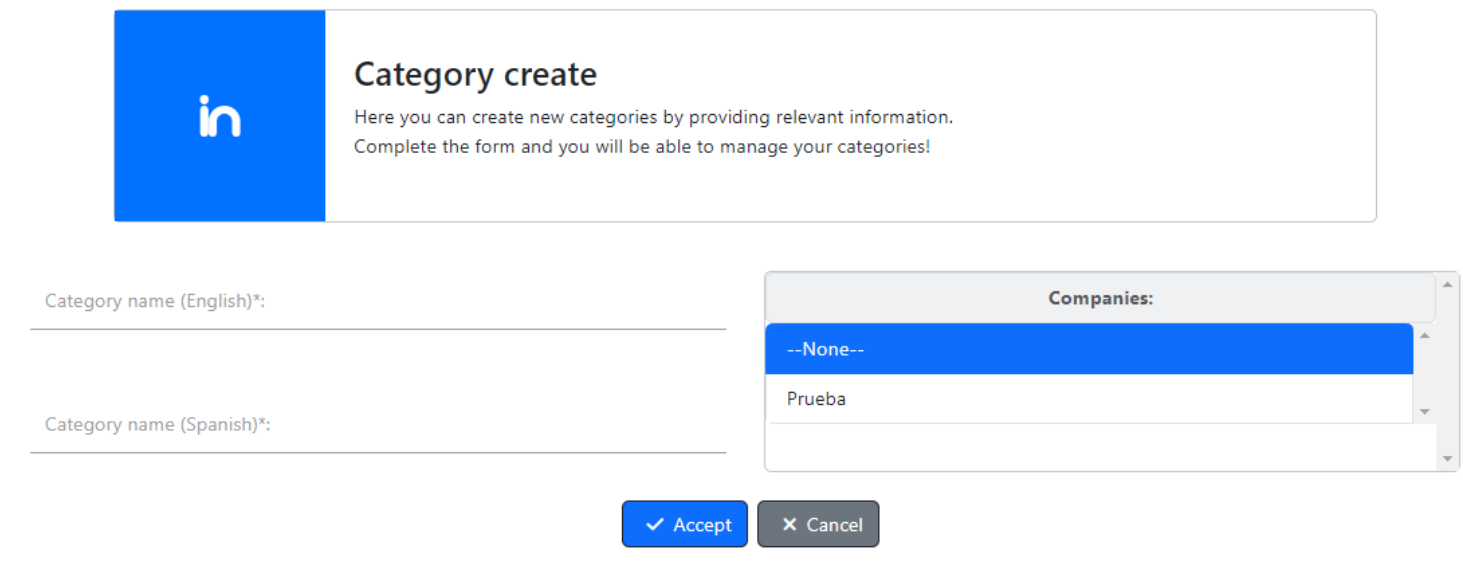 in
Category create
Here you can create new categories by providing relevant information.
Complete the form and you will be able to manage your categories!
Category name (English)*:
Category name (Spanish)*:
Companies:
--None--
Prueba
Accept
Cancel